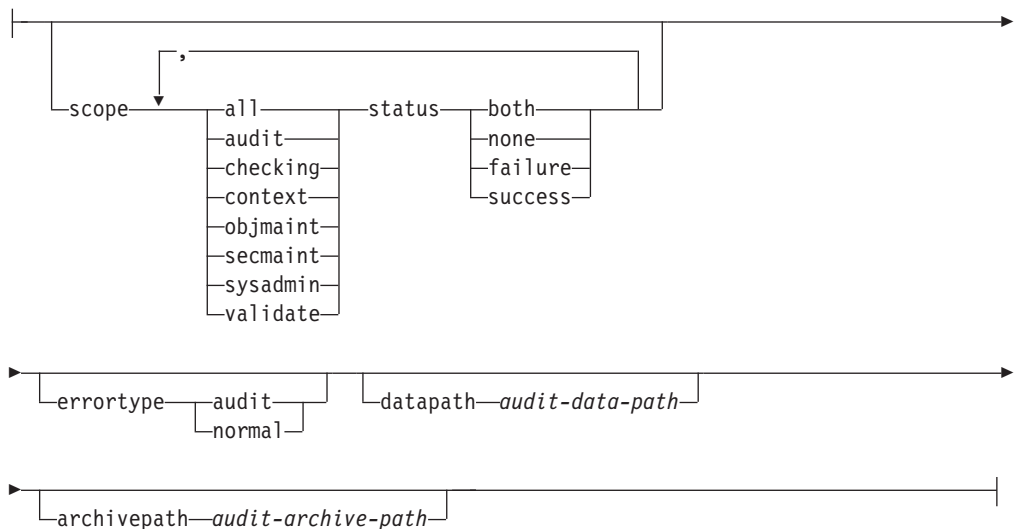 ,
scope all status both
audit none
checking failure
context success
objmaint
secmaint
sysadmin
validate
errortype audit datapath audit-data-path
normal
archivepath audit-archive-path